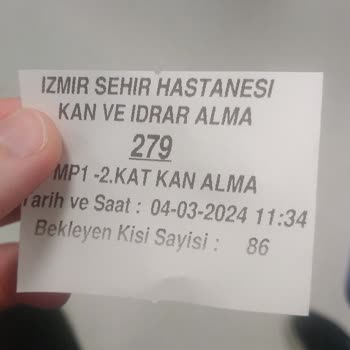 IZMIR SEHIR HASTANESI
KAN VE IDRAR ALMA
279
MP1 -2.KAT KAN ALMA
Tarih ve Saat : 04-03-2024 11:34
Bekleyen Kisi Sayisi : 86